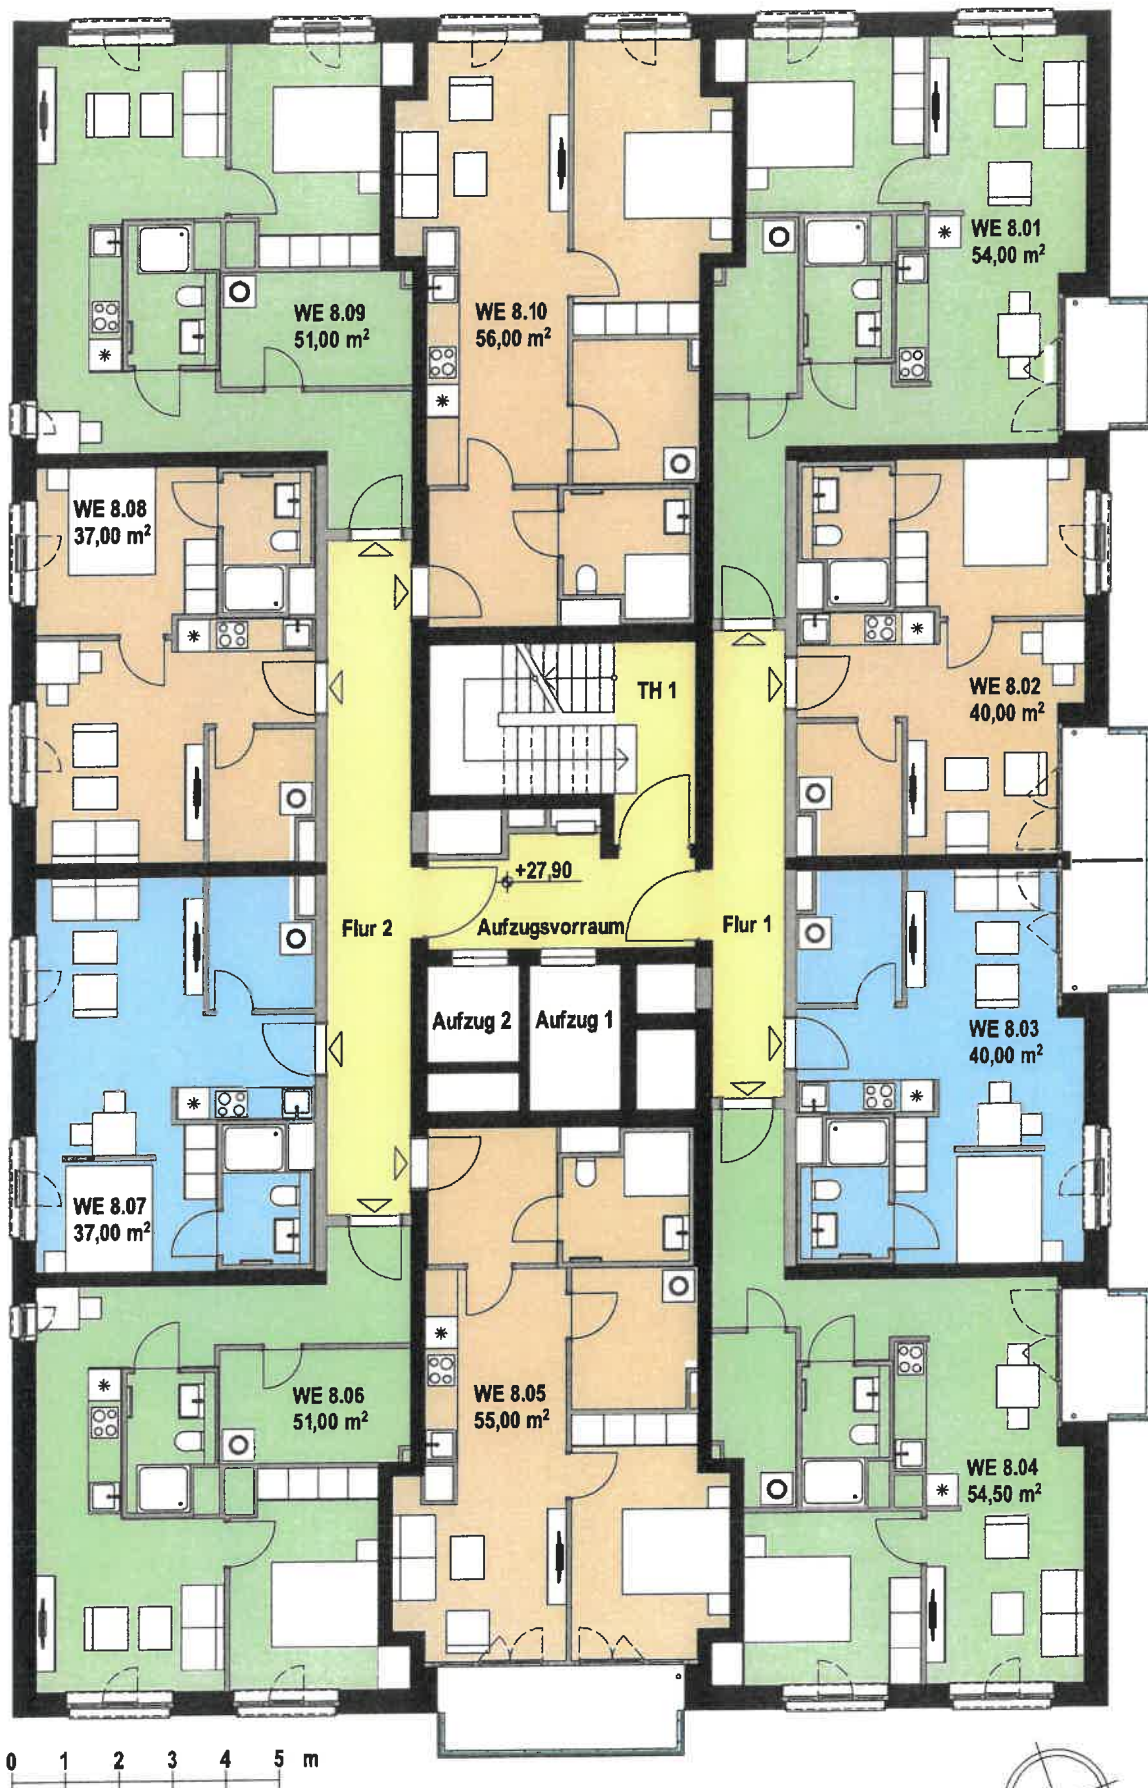 WE 8.01
54,00 m²
WE 8.09
51,00 m²
WE 8.10
56,00 m²
WE 8.08
37,00 m²
TH 1
WE 8.02
40,00 m²
+27,90
Flur 2
Aufzugsvorraum
Flur 1
Aufzug 2
Aufzug 1
WE 8.03
40,00 m²
WE 8.07
37,00 m²
WE 8.06
51,00 m²
WE 8.05
55,00 m²
WE 8.04
54,50 m²
0 1 2 3 4 5 m